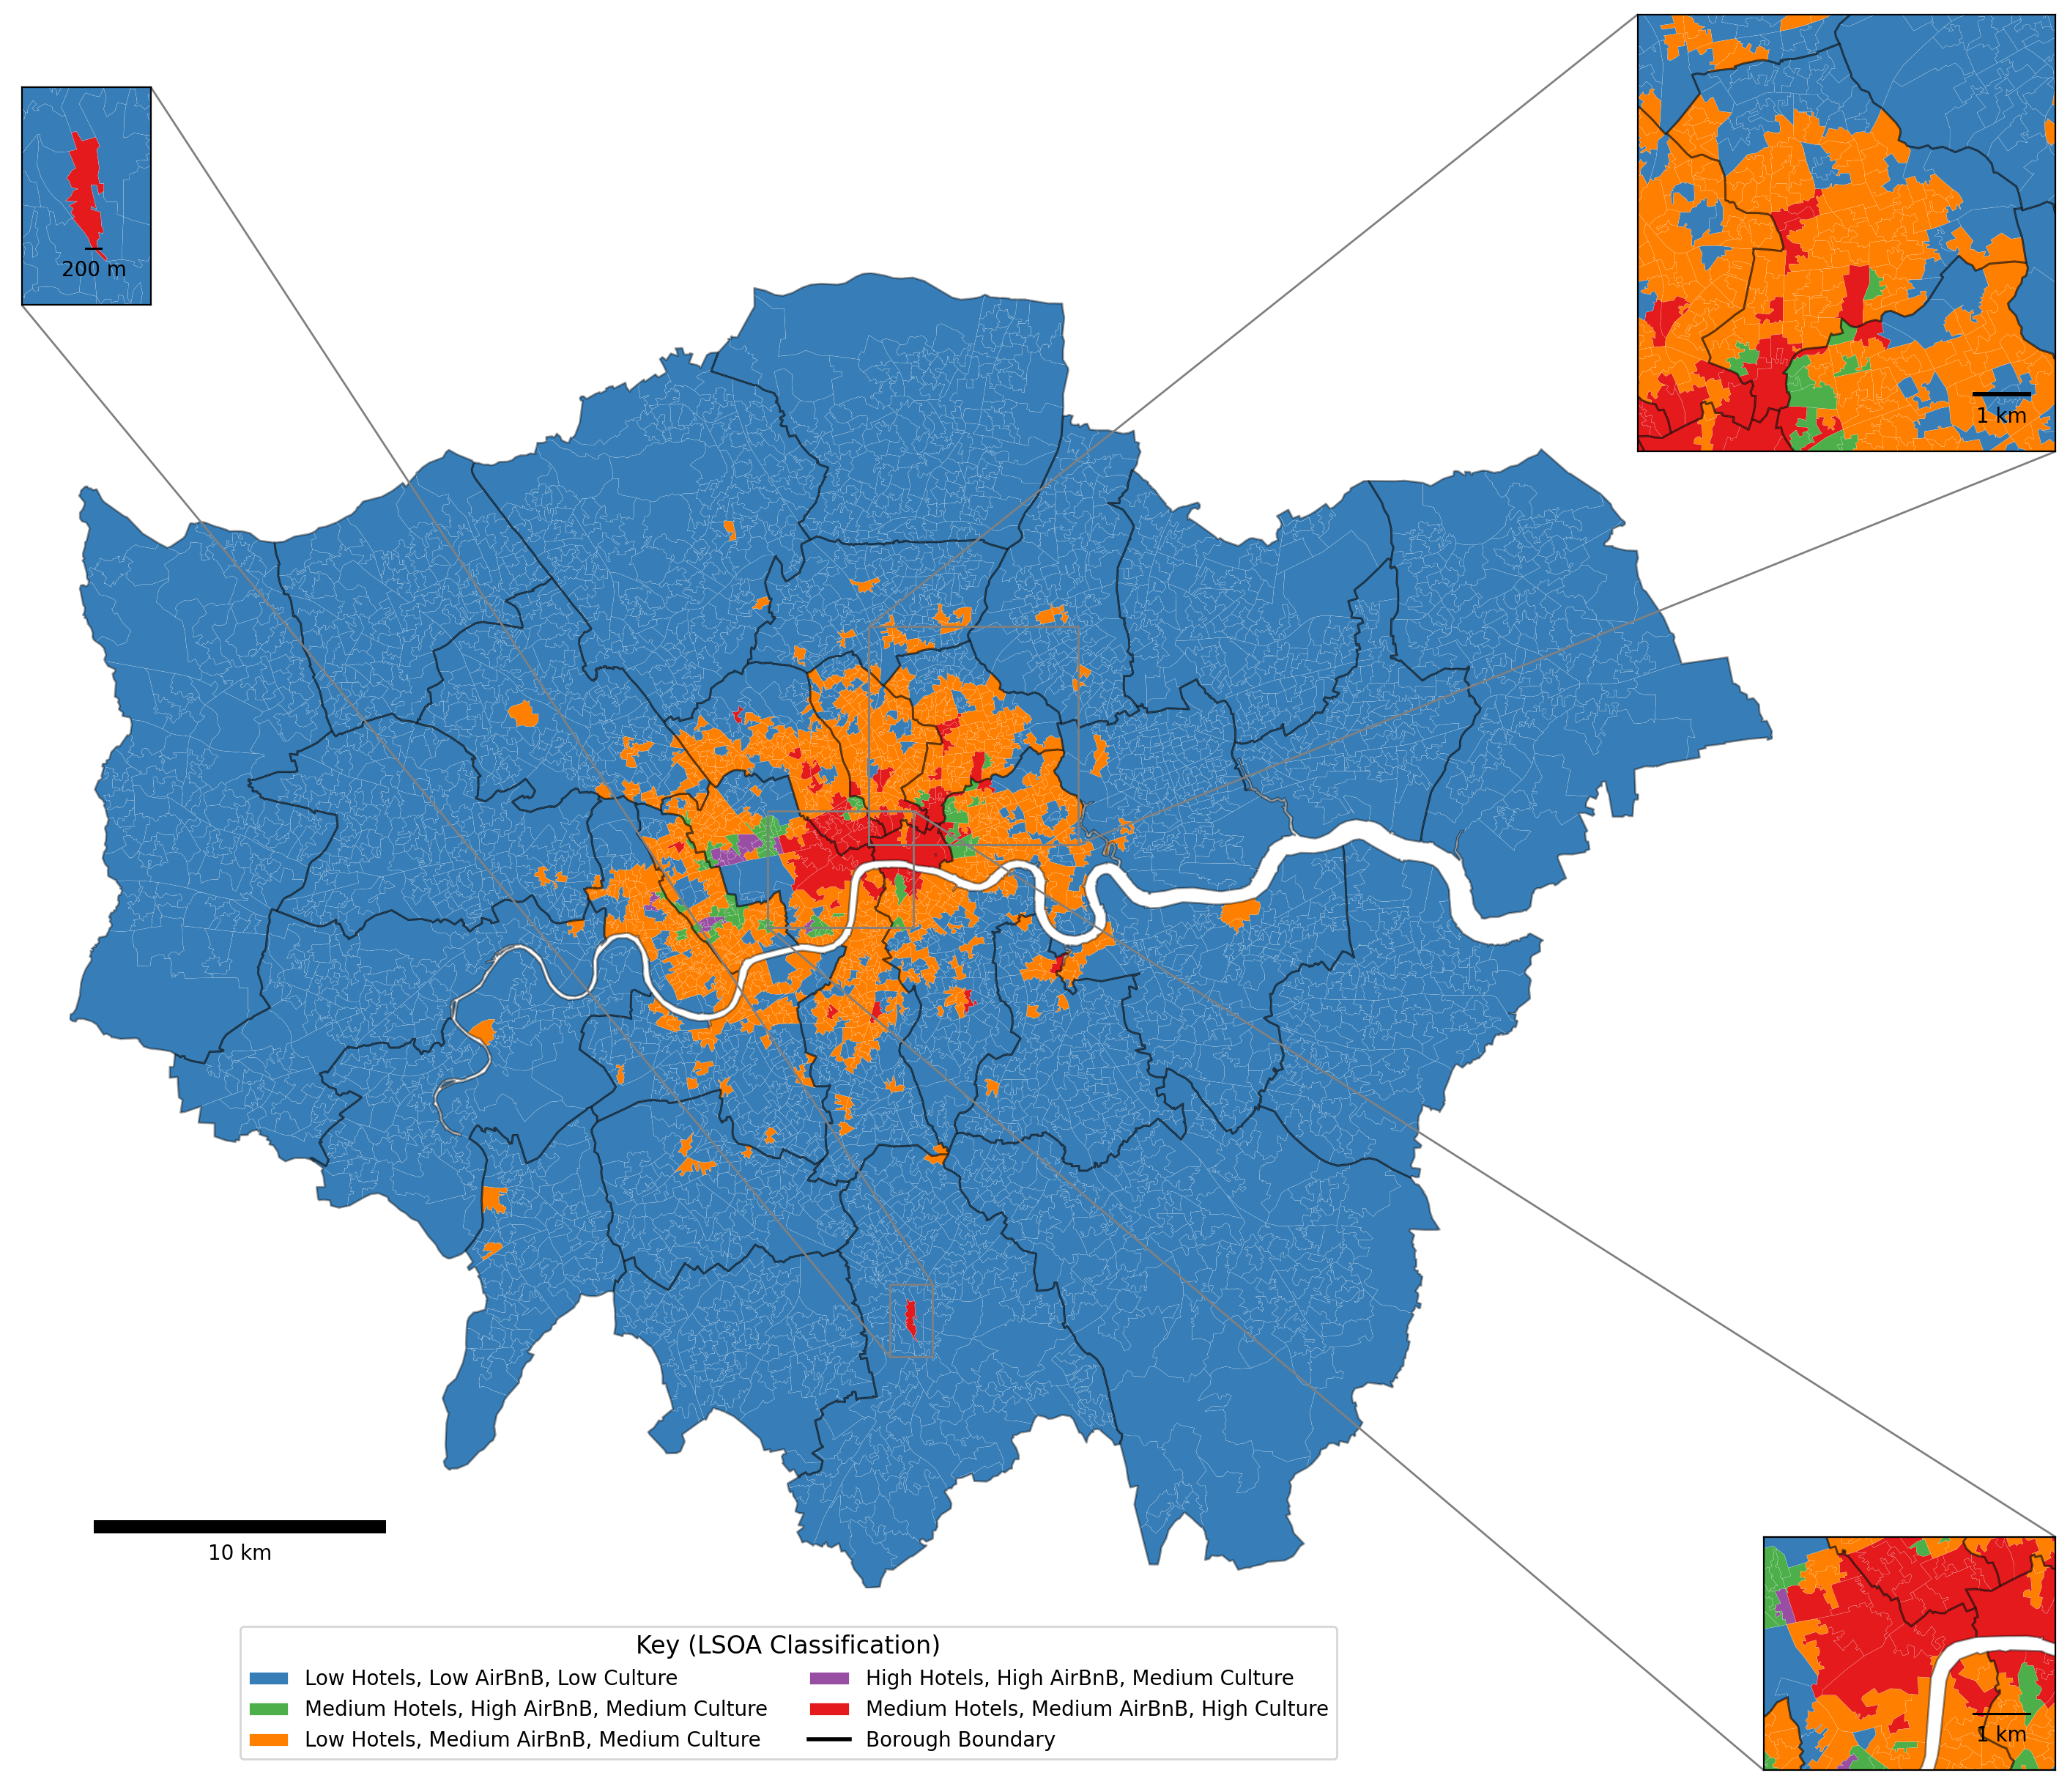 200 m
1 km
10 km
1 km
Key (LSOA Classification)
Low Hotels, Low AirBnB, Low Culture
Medium Hotels, High AirBnB, Medium Culture
Low Hotels, Medium AirBnB, Medium Culture
High Hotels, High AirBnB, Medium Culture
Medium Hotels, Medium AirBnB, High Culture
Borough Boundary